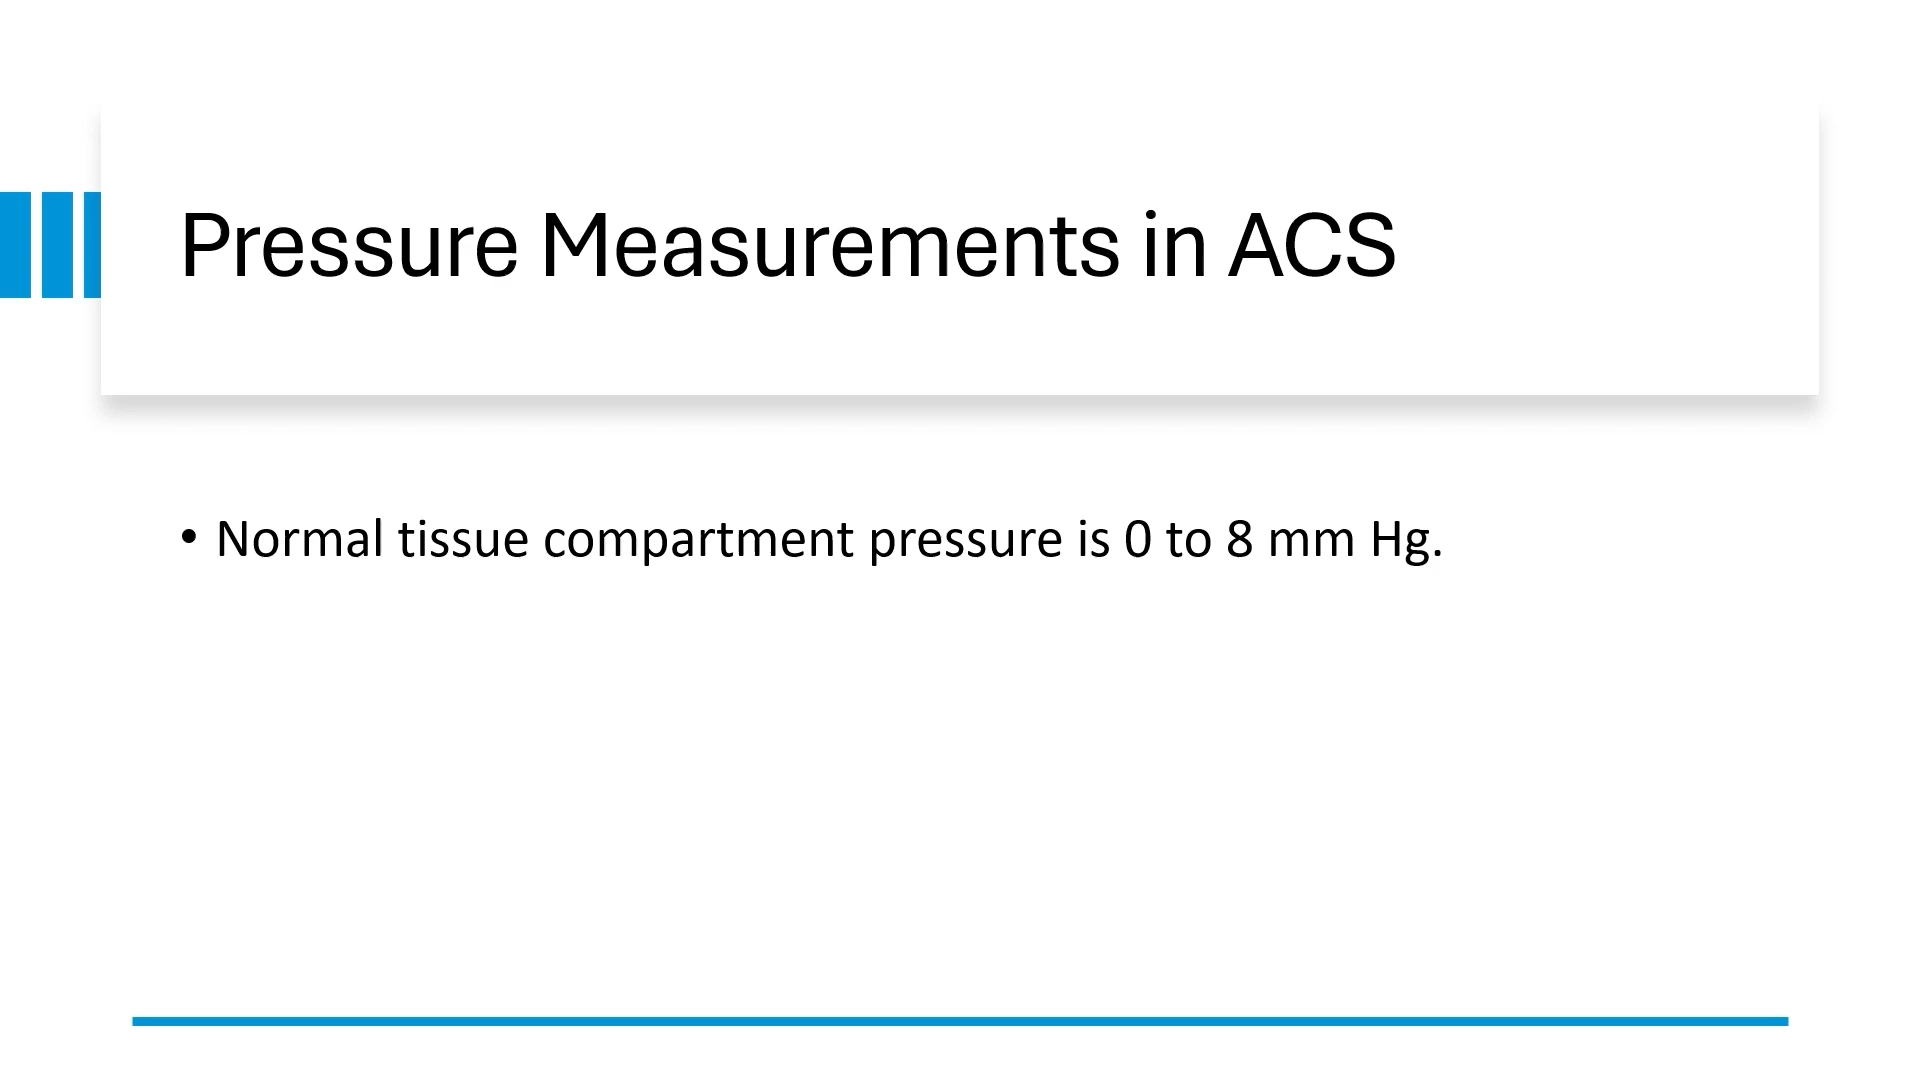 Pressure Measurements in ACS
• Normal tissue compartment pressure is 0 to 8 mm Hg.